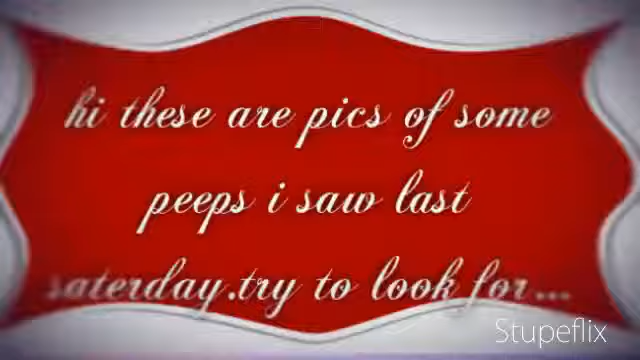 hi these are pics of some
peeps i saw last
saterday.try to look for...
Stupeflix